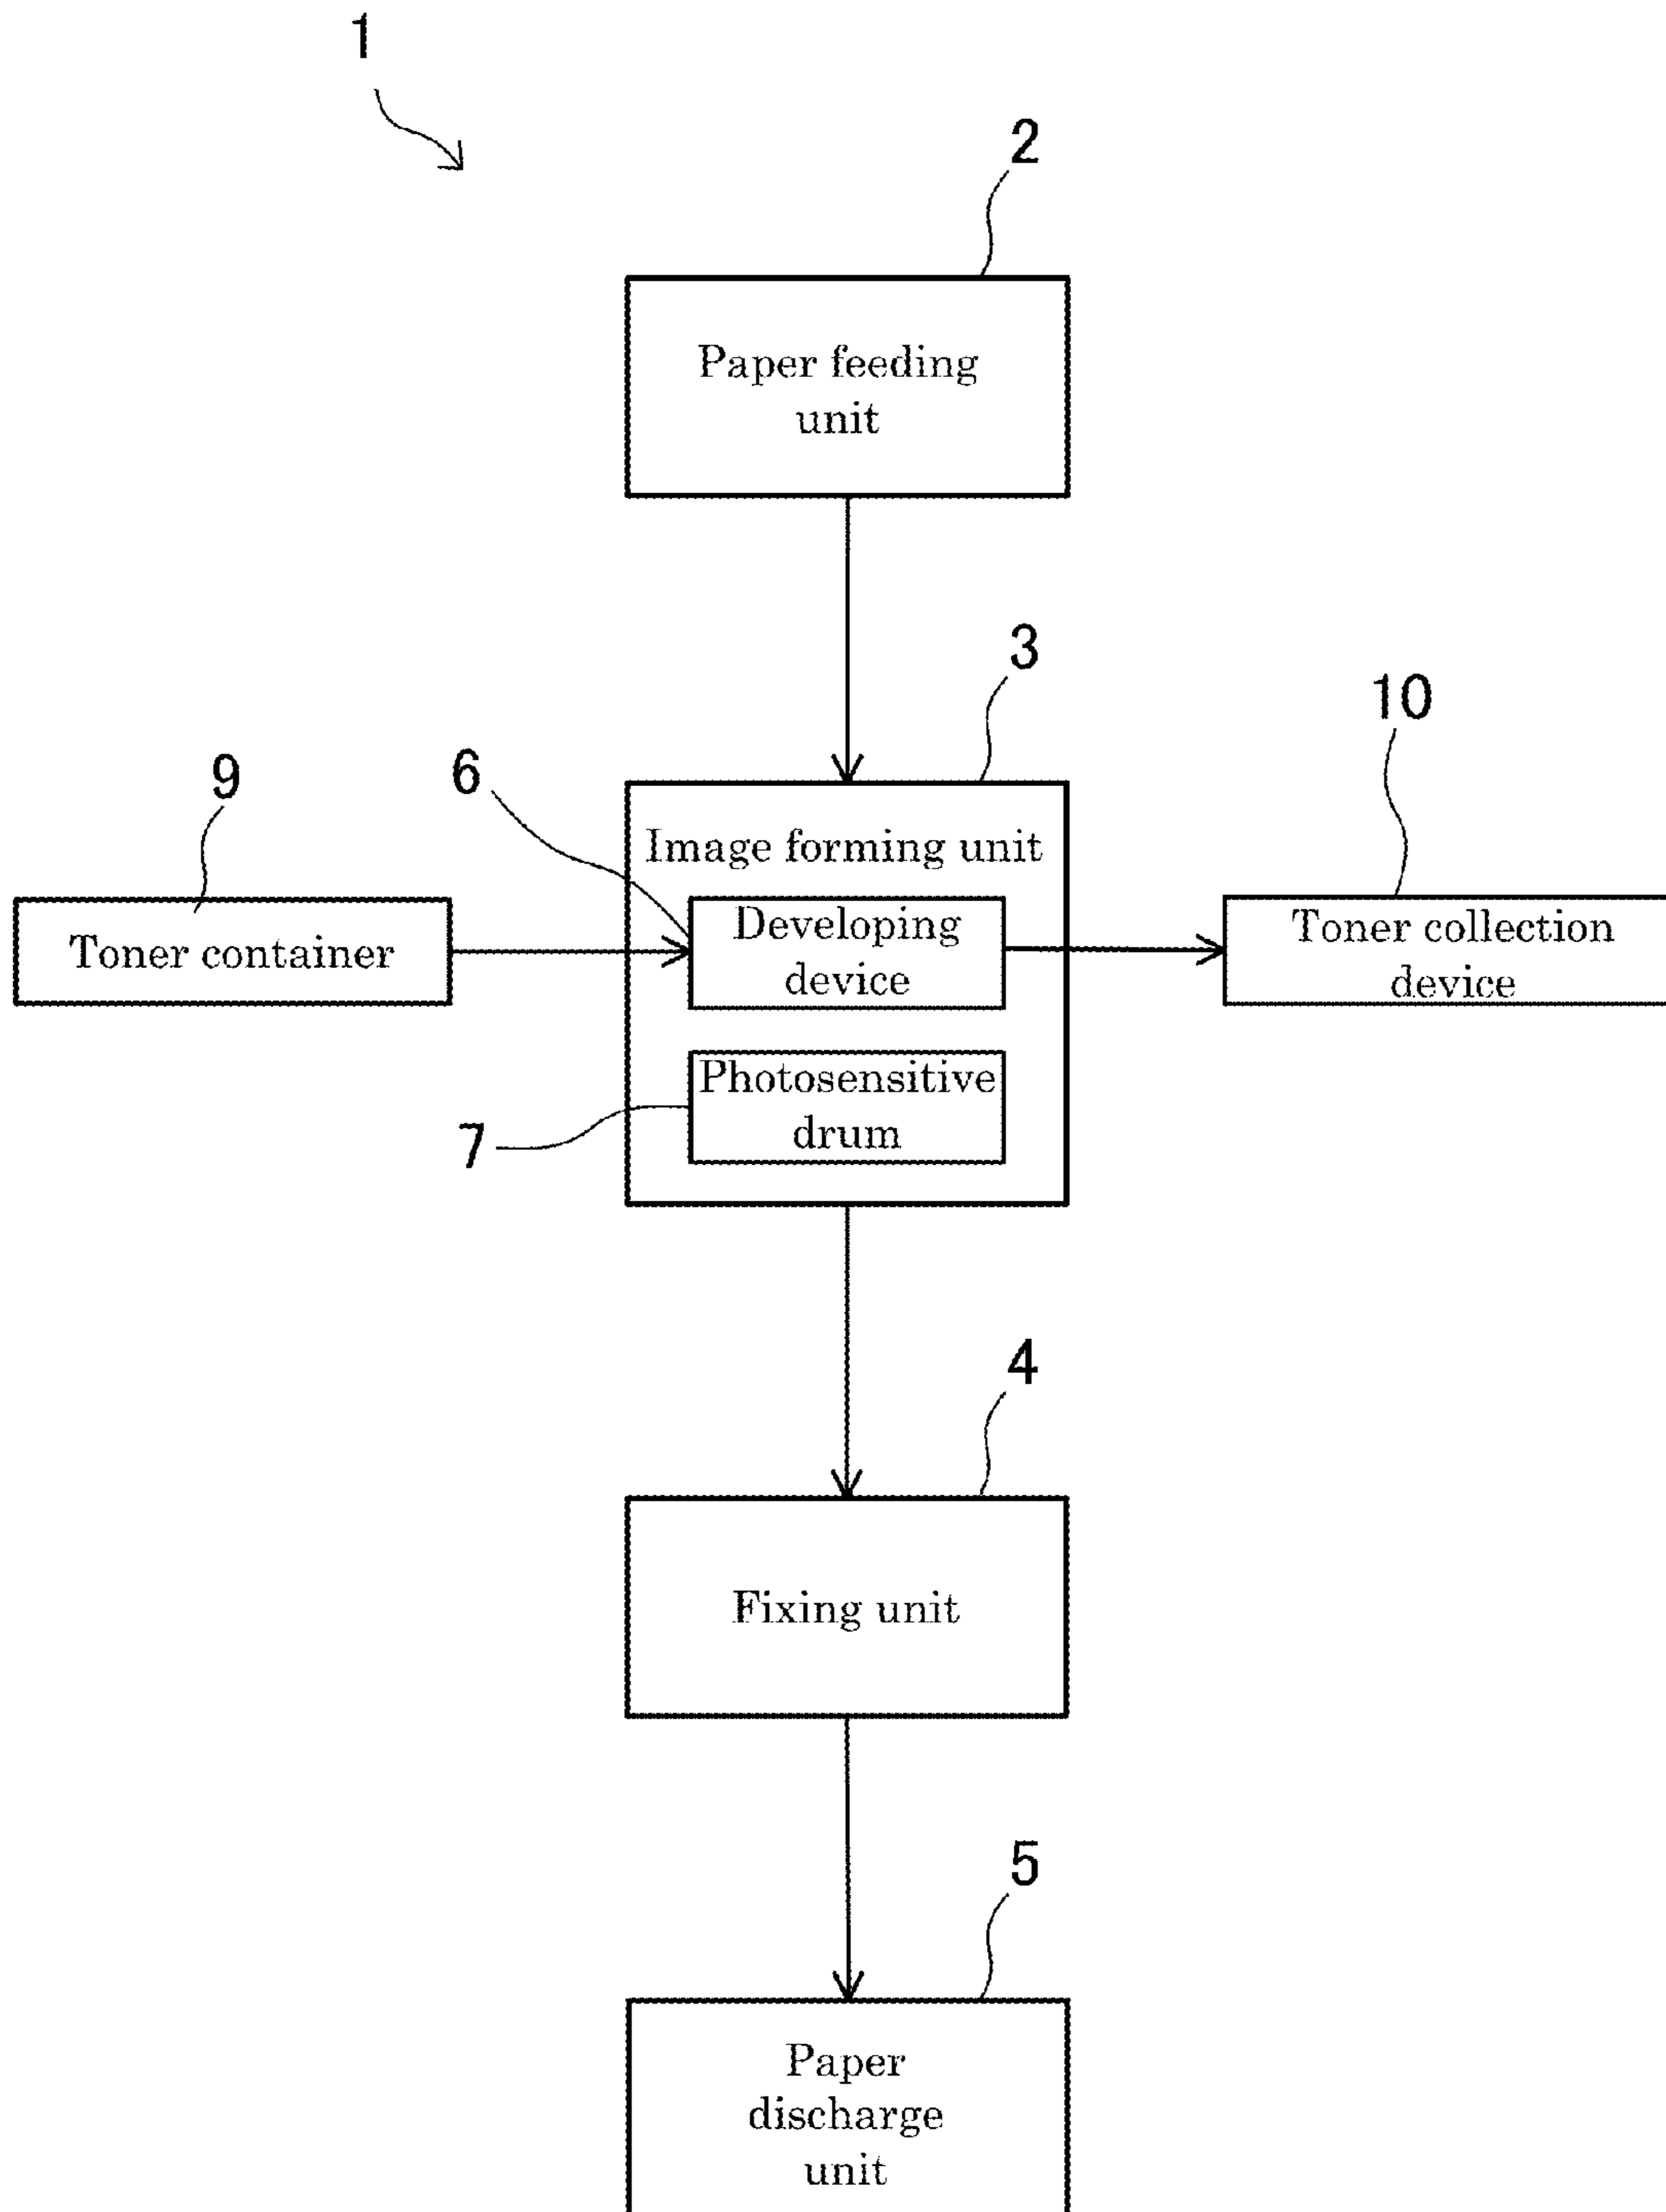 1
2
Paper feeding
unit
3
10
9
6
Image forming unit
Toner container
Developing
device
Toner collection
device
Photosensitive
drum
7
4
Fixing unit
5
Paper
discharge
unit